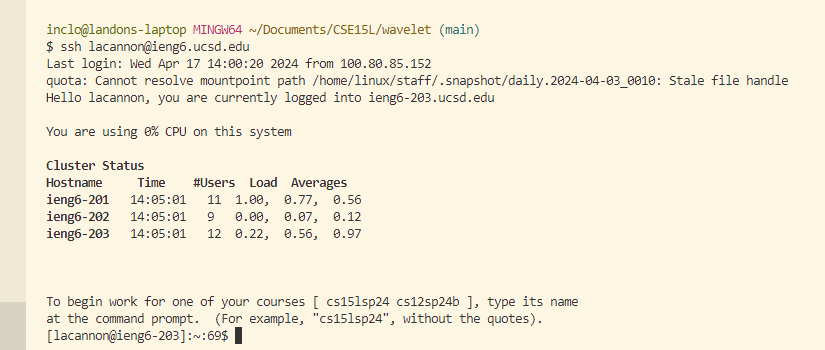 inclo@landons-laptop MINGW64 ~/Documents/CSE15L/wavelet (main)
$ ssh lacannon@ieng6.ucsd.edu
Last login: Wed Apr 17 14:00:20 2024 from 100.80.85.152
quota: Cannot resolve mountpoint path /home/linux/staff/.snapshot/daily.2024-04-03_0010: Stale file handle
Hello lacannon, you are currently logged into ieng6-203.ucsd.edu

You are using 0% CPU on this system

Cluster Status
Hostname     Time    #Users  Load  Averages
ieng6-201   14:05:01   11  1.00,  0.77,  0.56
ieng6-202   14:05:01   9   0.00,  0.07,  0.12
ieng6-203   14:05:01   12  0.22,  0.56,  0.97

To begin work for one of your courses [ cs15lsp24 cs12sp24b ], type its name
at the command prompt.  (For example, "cs15lsp24", without the quotes).
[lacannon@ieng6-203]:~:69$